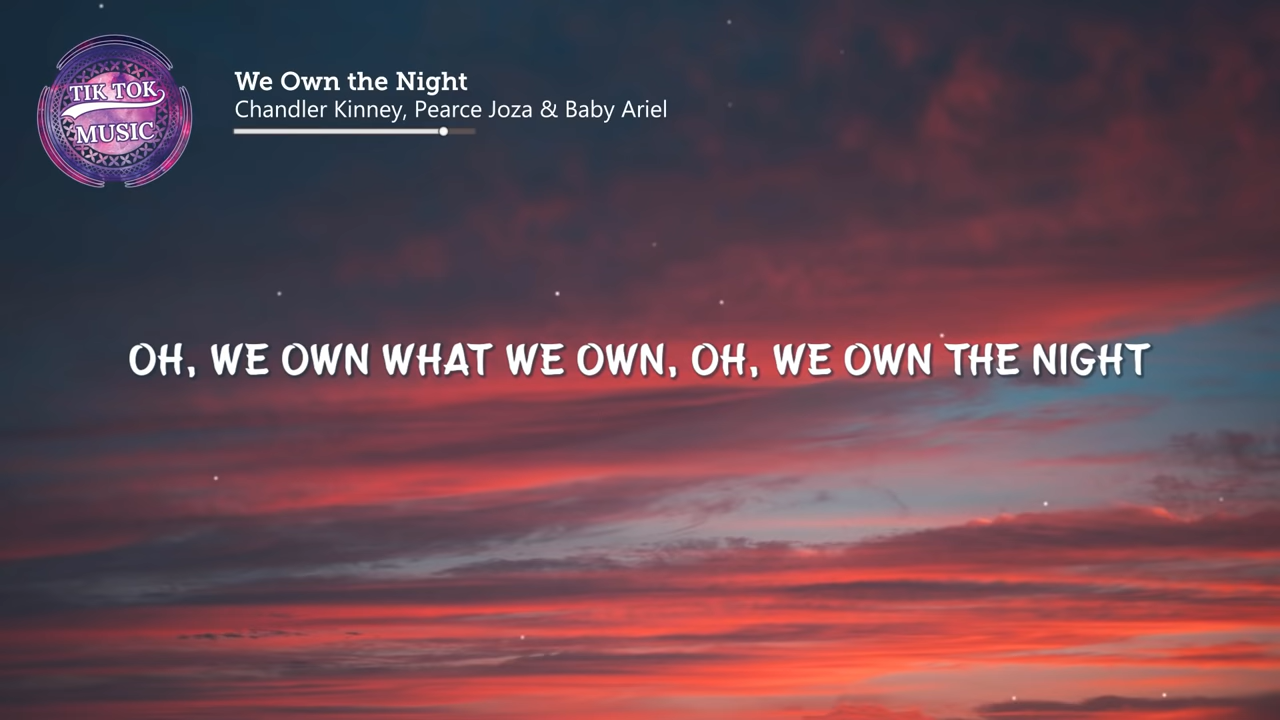 TIK TOK
MUSIC
We Own the Night
Chandler Kinney, Pearce Joza & Baby Ariel
OH, WE OWN WHAT WE OWN, OH, WE OWN THE NIGHT